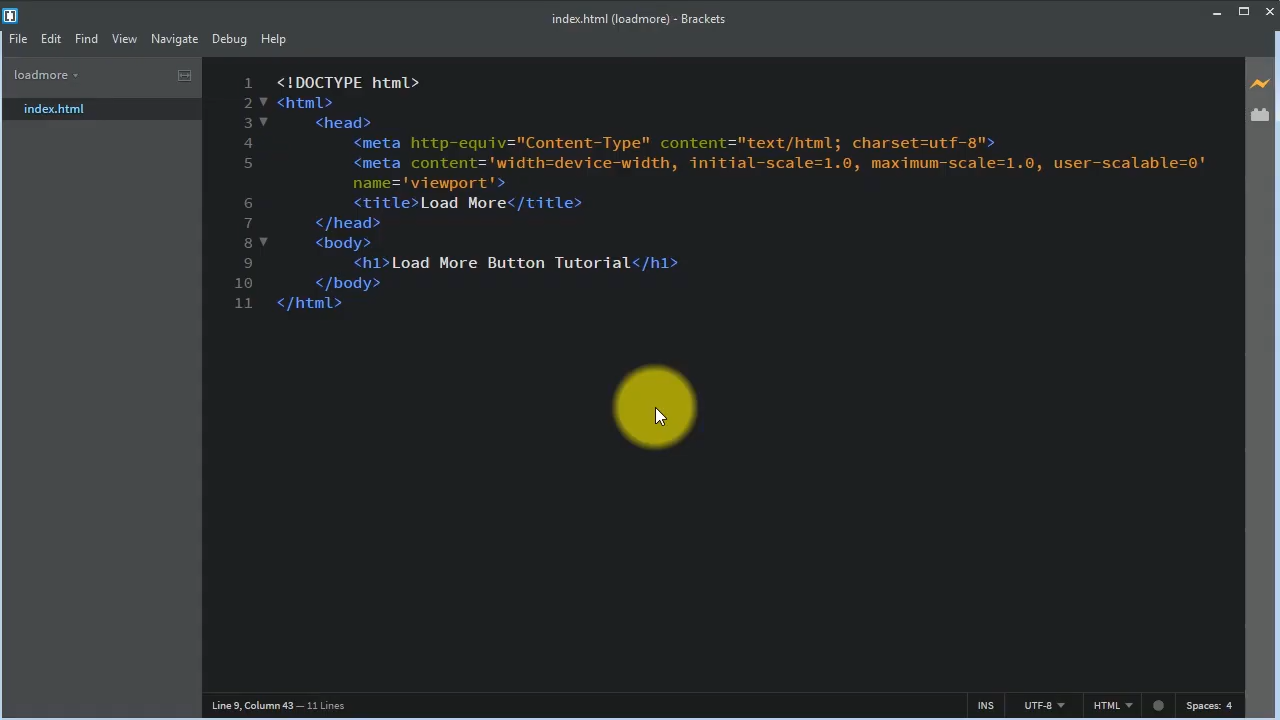 index.html (loadmore) - Brackets
File Edit Find View Navigate Debug Help
loadmore
index.html
1 <!DOCTYPE html>
2 <html>
3 <head>
4 <meta http-equiv="Content-Type" content="text/html; charset=utf-8">
5 <meta content='width=device-width, initial-scale=1.0, maximum-scale=1.0, user-scalable=0'
name='viewport'>
6 <title>Load More</title>
7 </head>
8 <body>
9 <h1>Load More Button Tutorial</h1>
10 </body>
11 </html>
Line 9, Column 43 — 11 Lines INS UTF-8 HTML Spaces: 4